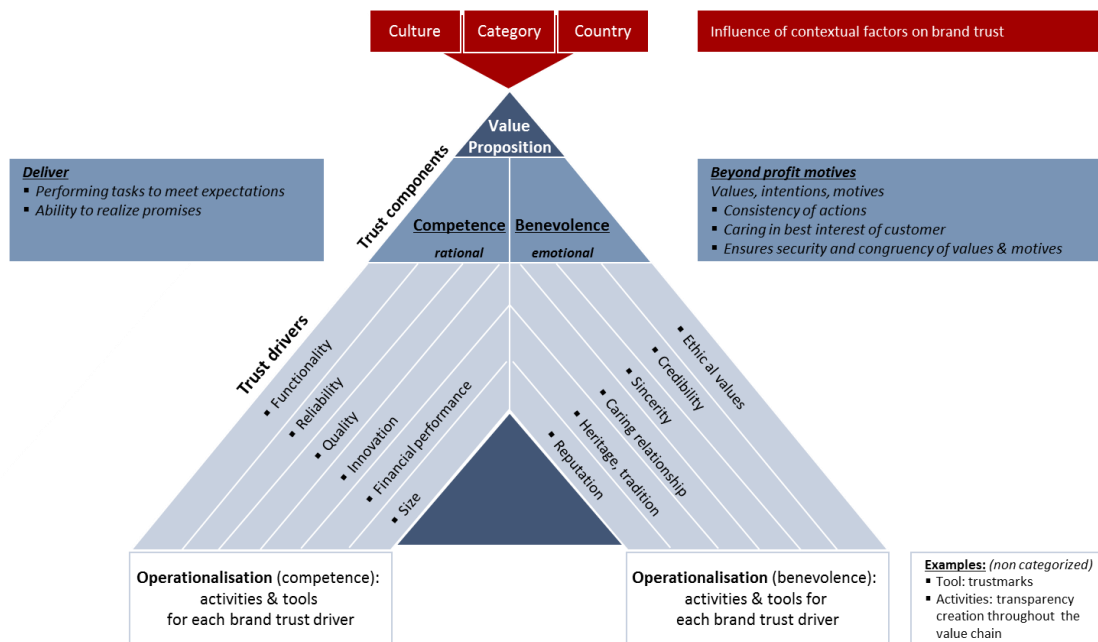 Culture
Category
Country
Influence of contextual factors on brand trust
Value
Proposition
Trust components
Deliver
▪ Performing tasks to meet expectations
▪ Ability to realize promises
Competence
rational
Benevolence
emotional
Beyond profit motives
Values, intentions, motives
▪ Consistency of actions
▪ Caring in best interest of customer
▪ Ensures security and congruency of values & motives
Trust drivers
▪ Functionality
▪ Reliability
▪ Quality
▪ Innovation
▪ Financial performance
▪ Size
▪ Reputation
▪ Heritage, tradition
▪ Caring relationship
▪ Sincerity
▪ Credibility
▪ Ethic al values
Operationalisation (competence):
activities & tools
for each brand trust driver
Operationalisation (benevolence):
activities & tools for
each brand trust driver
Examples: (non categorized)
▪ Tool: trustmarks
▪ Activities: transparency
creation throughout the
value chain